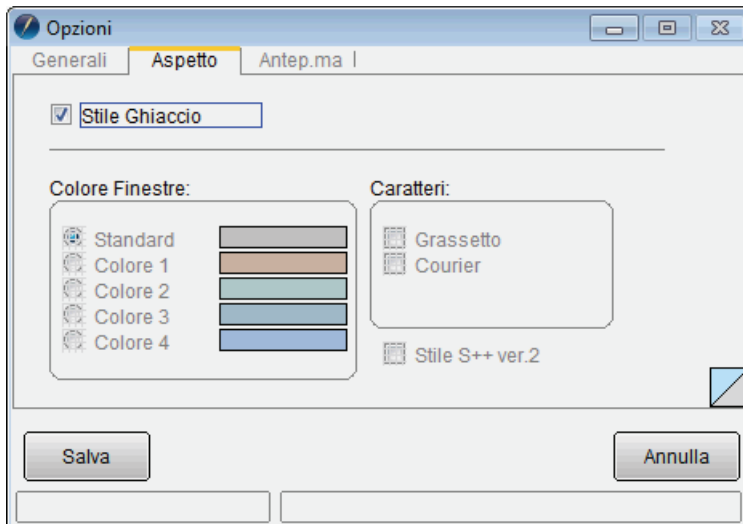 Opzioni
Generali Aspetto Antep.ma
Stile Ghiaccio
Colore Finestre: Caratteri:
Standard Grassetto
Colore 1 Courier
Colore 2
Colore 3
Colore 4 Stile S++ ver.2
Salva Annulla